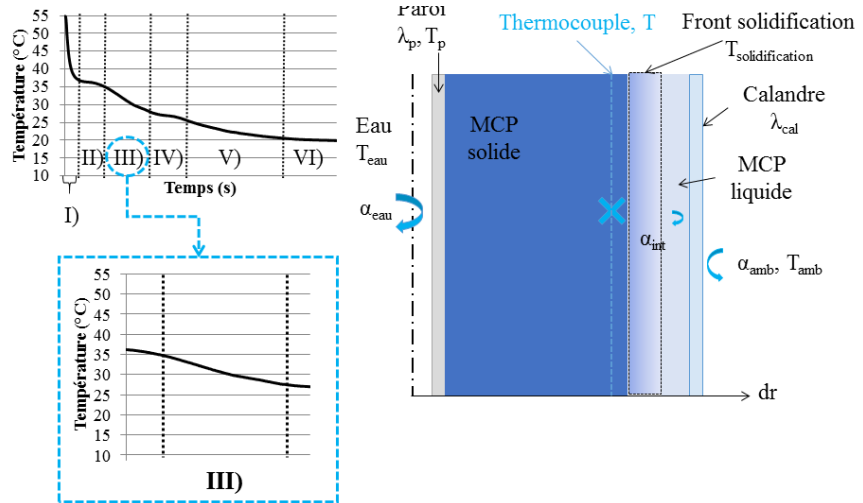 Température (°C)
55
50
45
40
35
30
25
20
15
10
I)
II)
III)
IV)
V)
VI)
Temps (s)
Température (°C)
55
50
45
40
35
30
25
20
15
10
III)
Paroi
λp, Tp
Thermocouple, T
Front solidification
Tsolidification
Calandre
λcal
Eau
Teau
αeau
MCP
solide
MCP
liquide
αint
αamb, Tamb
dr